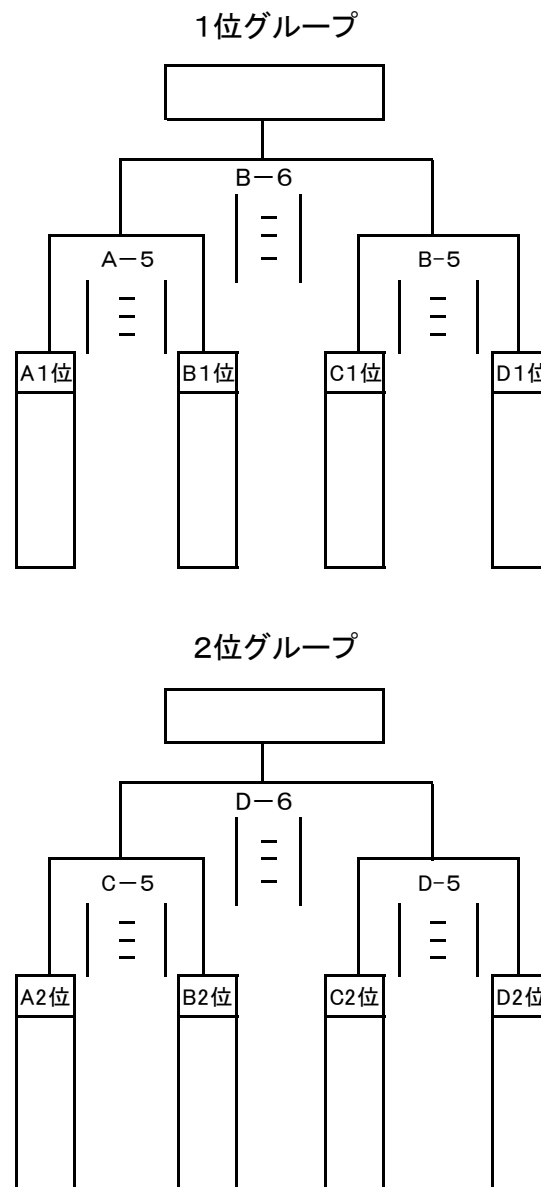 1位グループ
B－6
A－5
B-5
A1位
B1位
C1位
D1位
2位グループ
D－6
C－5
D-5
A2位
B2位
C2位
D2位